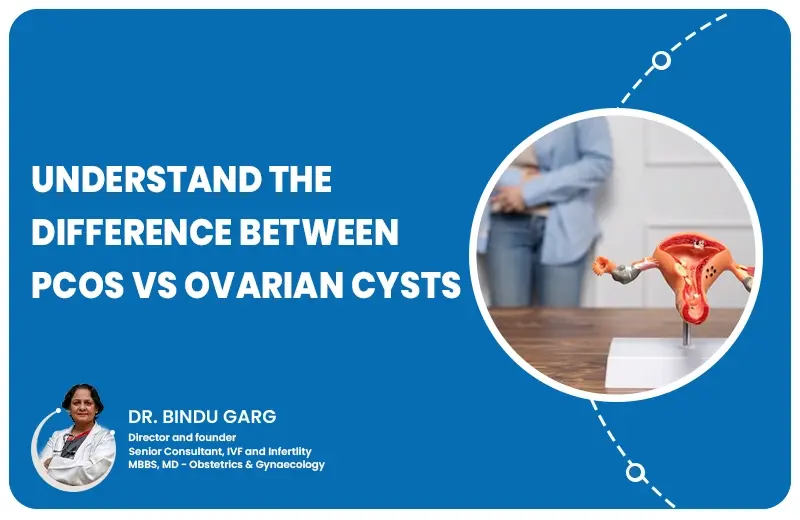 UNDERSTAND THE
DIFFERENCE BETWEEN
PCOS VS OVARIAN CYSTS
DR. BINDU GARG
Director and founder
Senior Consultant, IVF and Infertlity
MBBS, MD - Obstetrics & Gynaecology